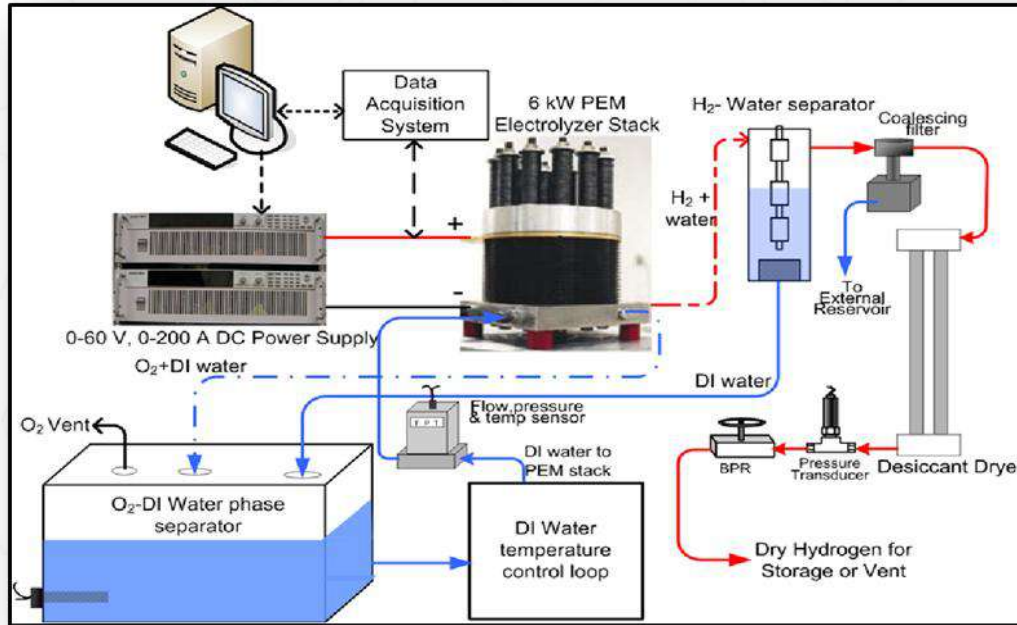 Data
Acquisition
System
6 kW PEM
Electrolyzer Stack
H2- Water separator
Coalescing
filter
H2 +
water
+
-
To
External
Reservoir
0-60 V, 0-200 A DC Power Supply
O2+DI water
DI water
Flow,pressure
& temp sensor
F P T
O2 Vent
DI water to
PEM stack
BPR
Pressure
Transducer
Desiccant Drye
O2-DI Water phase
separator
DI Water
temperature
control loop
Dry Hydrogen for
Storage or Vent